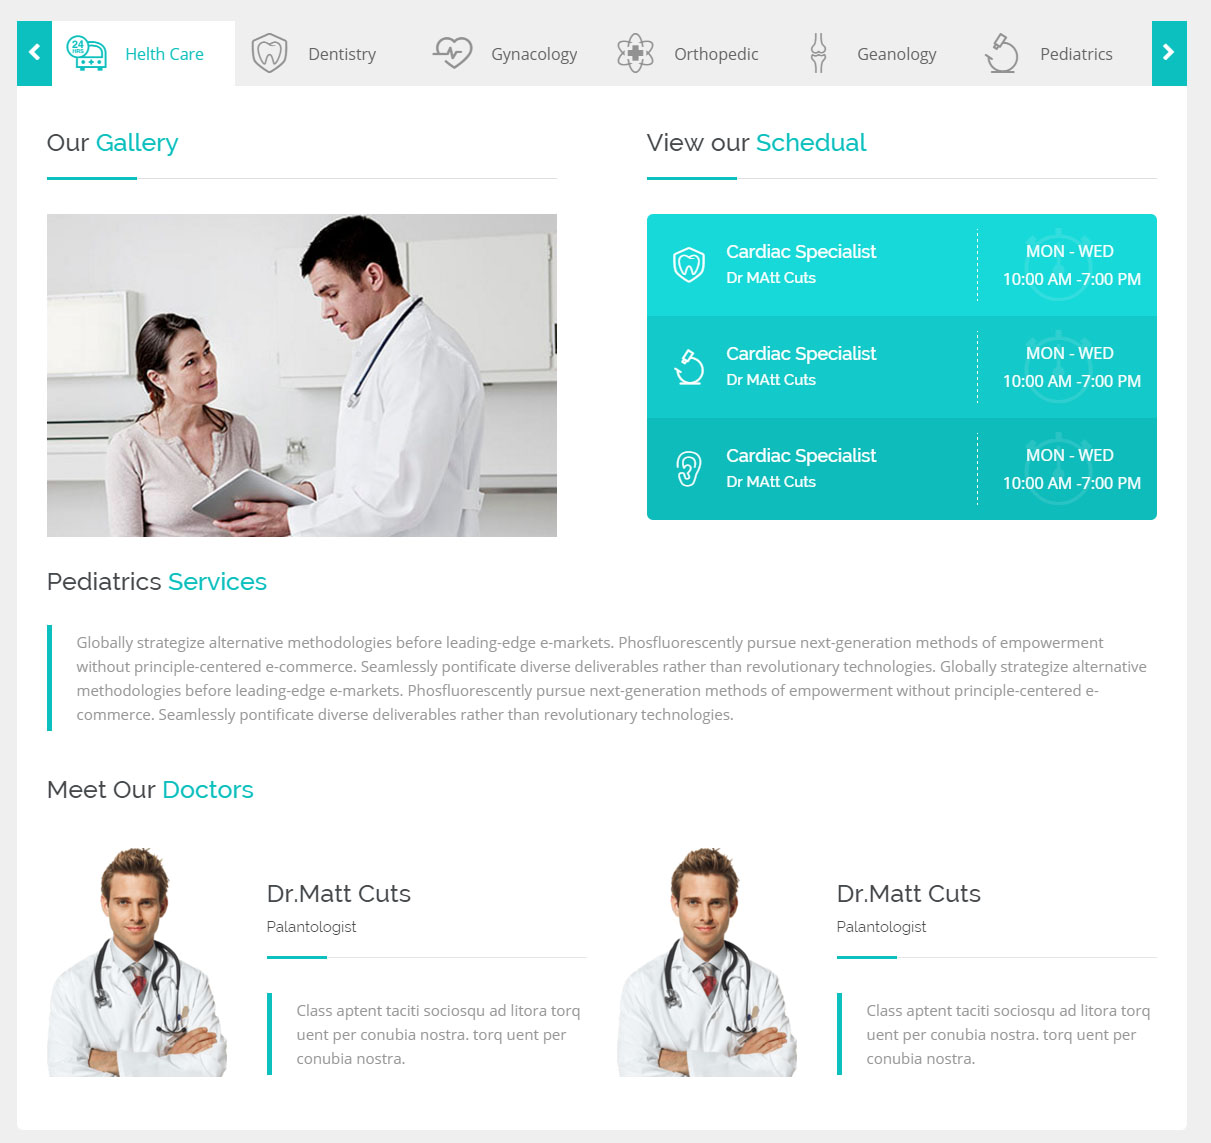 24
HRS
Helth Care
Dentistry
Gynacology
Orthopedic
Geanology
Pediatrics
Our Gallery
View our Schedual
Cardiac Specialist
Dr MAtt Cuts
MON - WED
10:00 AM -7:00 PM
Cardiac Specialist
Dr MAtt Cuts
MON - WED
10:00 AM -7:00 PM
Cardiac Specialist
Dr MAtt Cuts
MON - WED
10:00 AM -7:00 PM
Pediatrics Services
Globally strategize alternative methodologies before leading-edge e-markets. Phosfluorescently pursue next-generation methods of empowerment
without principle-centered e-commerce. Seamlessly pontificate diverse deliverables rather than revolutionary technologies. Globally strategize alternative
methodologies before leading-edge e-markets. Phosfluorescently pursue next-generation methods of empowerment without principle-centered e-
commerce. Seamlessly pontificate diverse deliverables rather than revolutionary technologies.
Meet Our Doctors
Dr.Matt Cuts
Palantologist
Class aptent taciti sociosqu ad litora torq
uent per conubia nostra. torq uent per
conubia nostra.
Dr.Matt Cuts
Palantologist
Class aptent taciti sociosqu ad litora torq
uent per conubia nostra. torq uent per
conubia nostra.